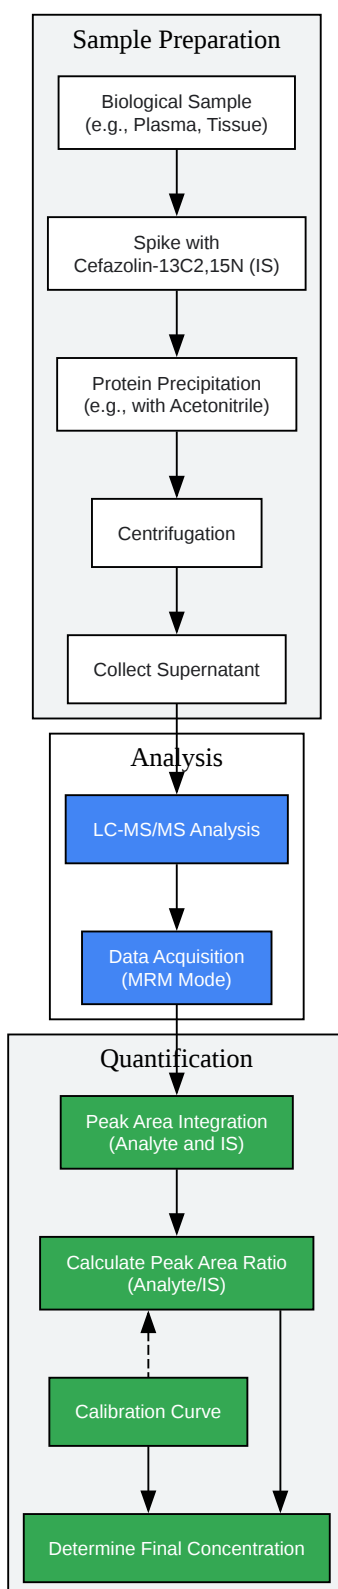 Sample Preparation
Biological Sample
(e.g., Plasma, Tissue)
Spike with
Cefazolin-13C2,15N (IS)
Protein Precipitation
(e.g., with Acetonitrile)
Centrifugation
Collect Supernatant
Analysis
LC-MS/MS Analysis
Data Acquisition
(MRM Mode)
Quantification
Peak Area Integration
(Analyte and IS)
Calculate Peak Area Ratio
(Analyte/IS)
Calibration Curve
Determine Final Concentration